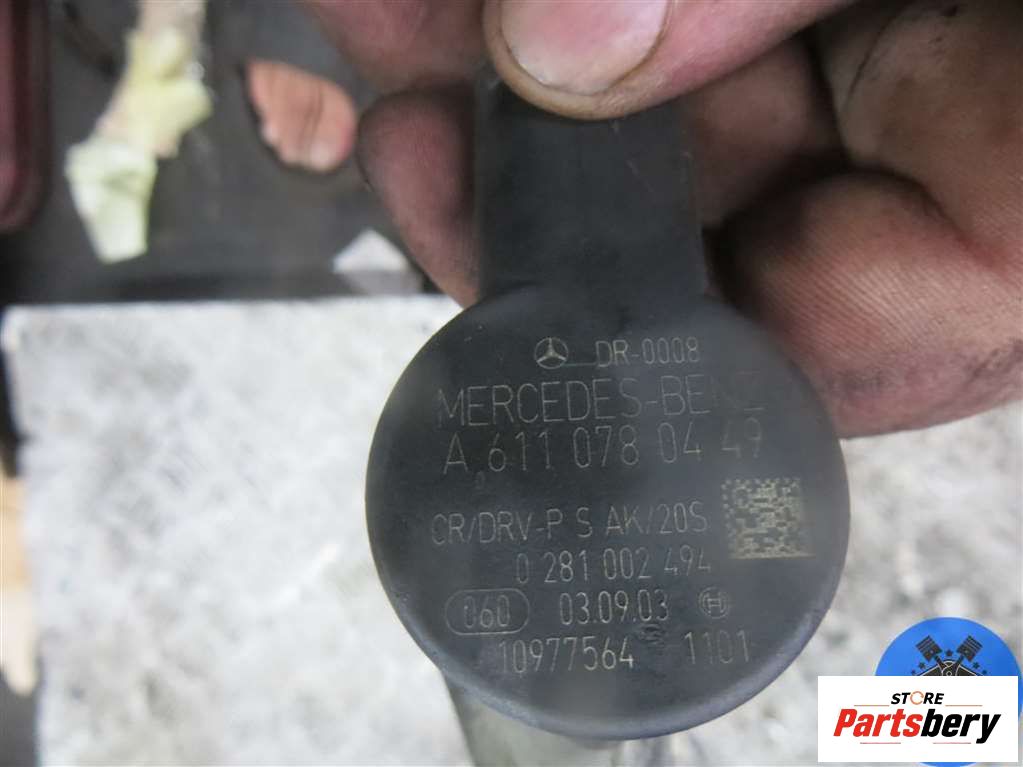 DR-0008
MERCEDES-BENZ
A 611 078 04 49
CR/DRV-P S AK/20S
0 281 002 494
060 03.09.03
10977564 1101
STORE
Partsbery